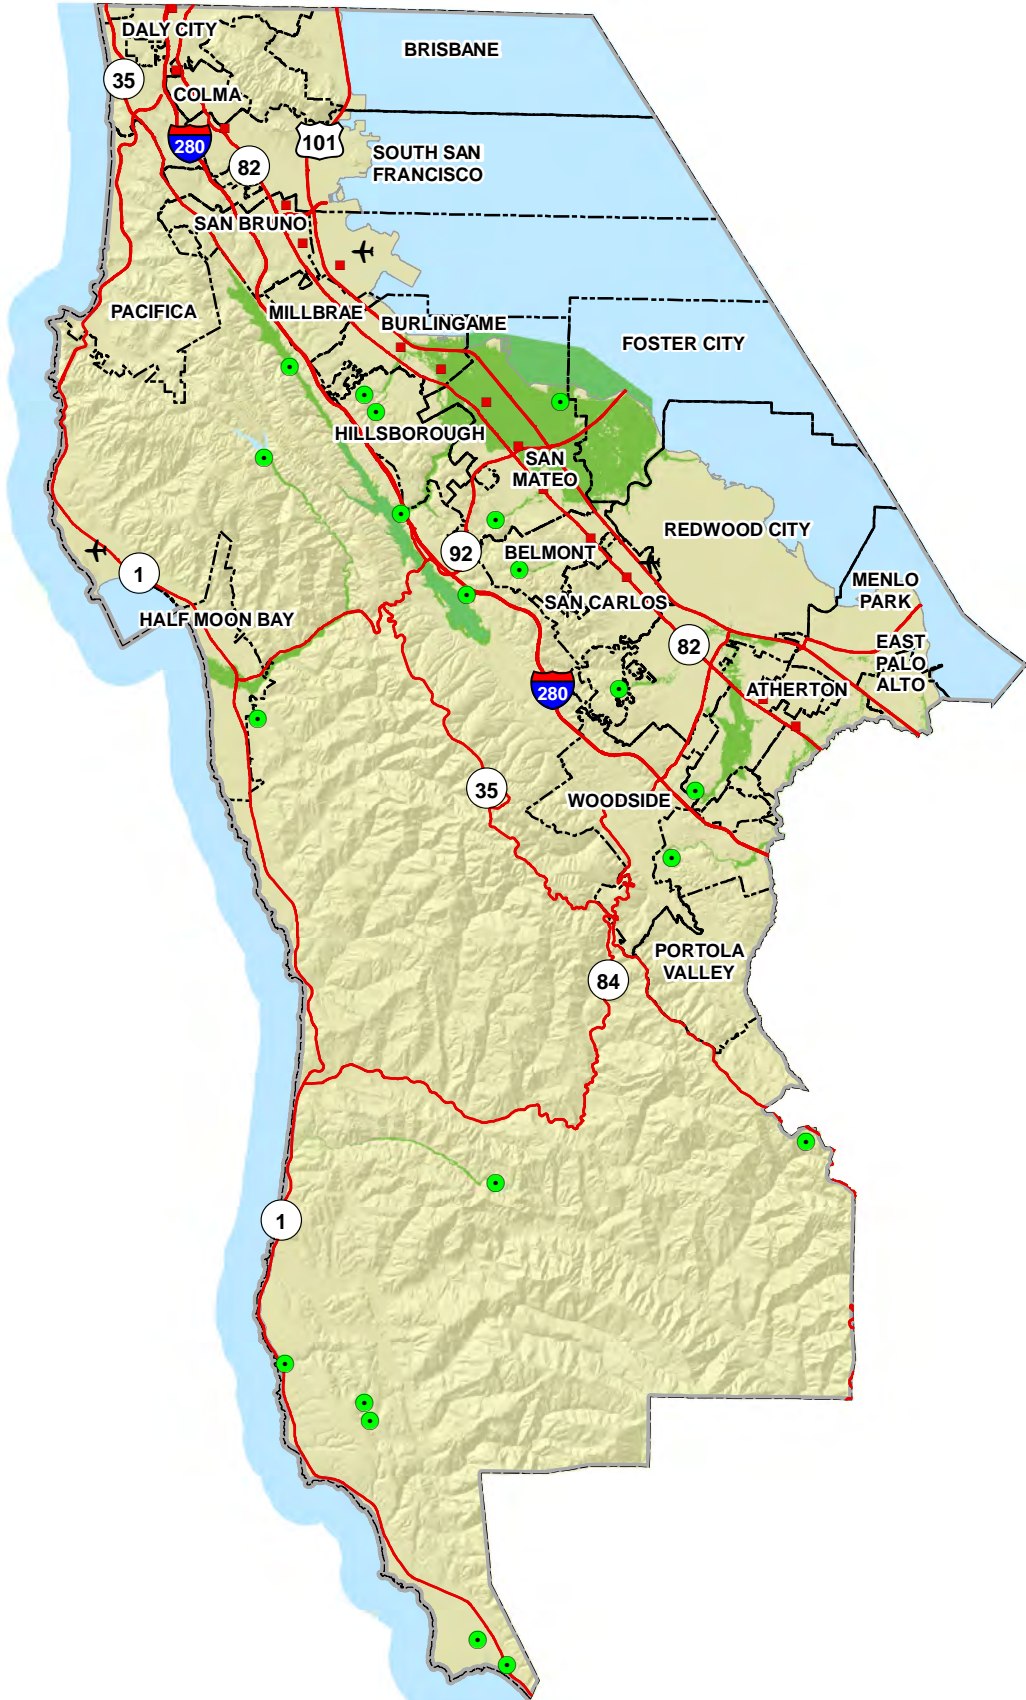 DALY CITY
BRISBANE
35
COLMA
280
101
82
SOUTH SAN
FRANCISCO
SAN BRUNO
PACIFICA
MILLBRAE
BURLINGAME
FOSTER CITY
HILLSBOROUGH
SAN
MATEO
REDWOOD CITY
92
BELMONT
1
MENLO
PARK
SAN CARLOS
HALF MOON BAY
82
EAST
PALO
ALTO
280
ATHERTON
35
WOODSIDE
PORTOLA
VALLEY
84
1